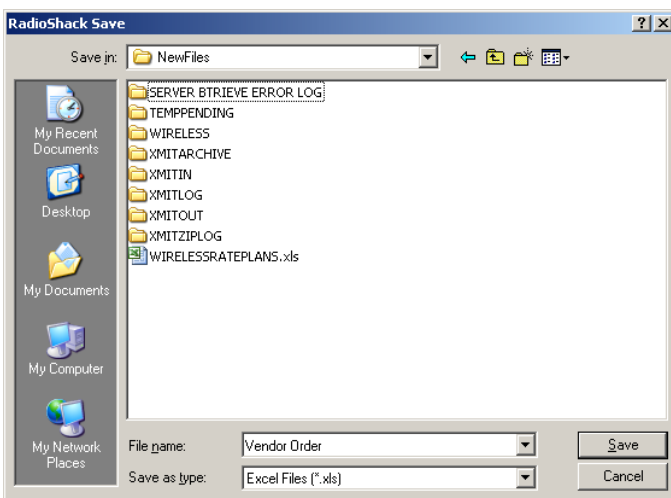 RadioShack Save
Save in:
NewFiles
My Recent
Documents
Desktop
My Documents
My Computer
My Network
Places
SERVER BTRIEVE ERROR LOG
TEMPPENDING
WIRELESS
XMITARCHIVE
XMITIN
XMITLOG
XMITOUT
XMITZIPLOG
WIRELESSRATEPLANS.xls
File name:
Vendor Order
Save
Save as type:
Excel Files (*.xls)
Cancel